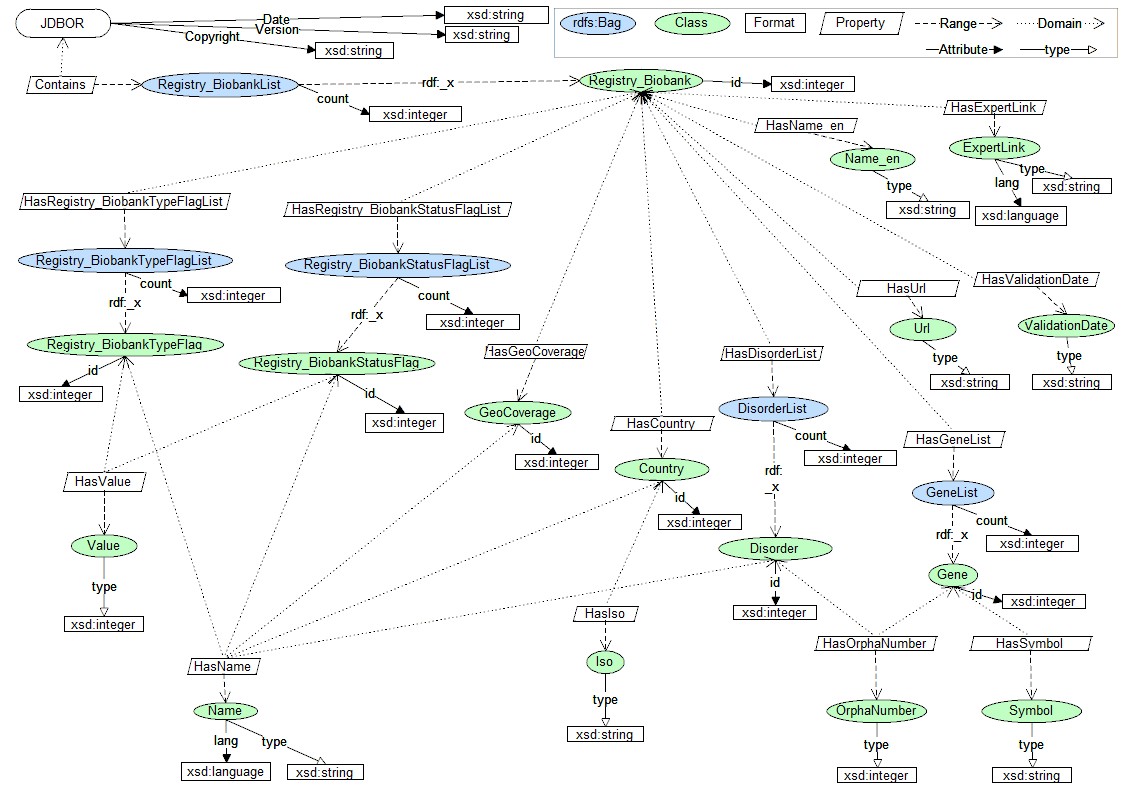 JDBOR
Date
Version
Copyright
xsd:string
xsd:string
xsd:string
rdfs:Bag
Class
Format
Property
Range
Domain
Attribute
type
Contains
Registry_BiobankList
rdf:_x
count
xsd:integer
Registry_Biobank
id
xsd:integer
HasExpertLink
ExpertLink
type
lang
xsd:string
xsd:language
HasName_en
Name_en
type
xsd:string
HasRegistry_BiobankTypeFlagList
Registry_BiobankTypeFlagList
count
xsd:integer
rdf:_x
Registry_BiobankTypeFlag
id
xsd:integer
HasRegistry_BiobankStatusFlagList
Registry_BiobankStatusFlagList
count
xsd:integer
rdf:_x
Registry_BiobankStatusFlag
id
xsd:integer
HasGeoCoverage
GeoCoverage
id
xsd:integer
HasCountry
Country
id
xsd:integer
HasDisorderList
DisorderList
count
xsd:integer
rdf:
_x
Disorder
id
xsd:integer
HasUrl
Url
type
xsd:string
HasValidationDate
ValidationDate
type
xsd:string
HasGeneList
GeneList
count
xsd:integer
rdf:_x
Gene
id
xsd:integer
HasValue
Value
type
xsd:integer
HasName
Name
lang
type
xsd:language
xsd:string
HasIso
Iso
type
xsd:string
HasOrphaNumber
OrphaNumber
type
xsd:integer
HasSymbol
Symbol
type
xsd:string